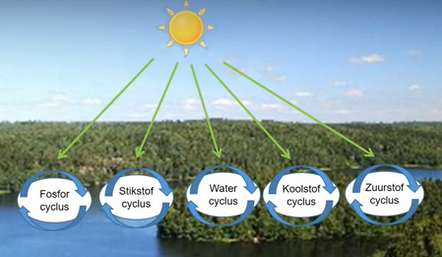 Fosfor
cyclus
Stikstof
cyclus
Water
cyclus
Koolstof
cyclus
Zuurstof
cyclus